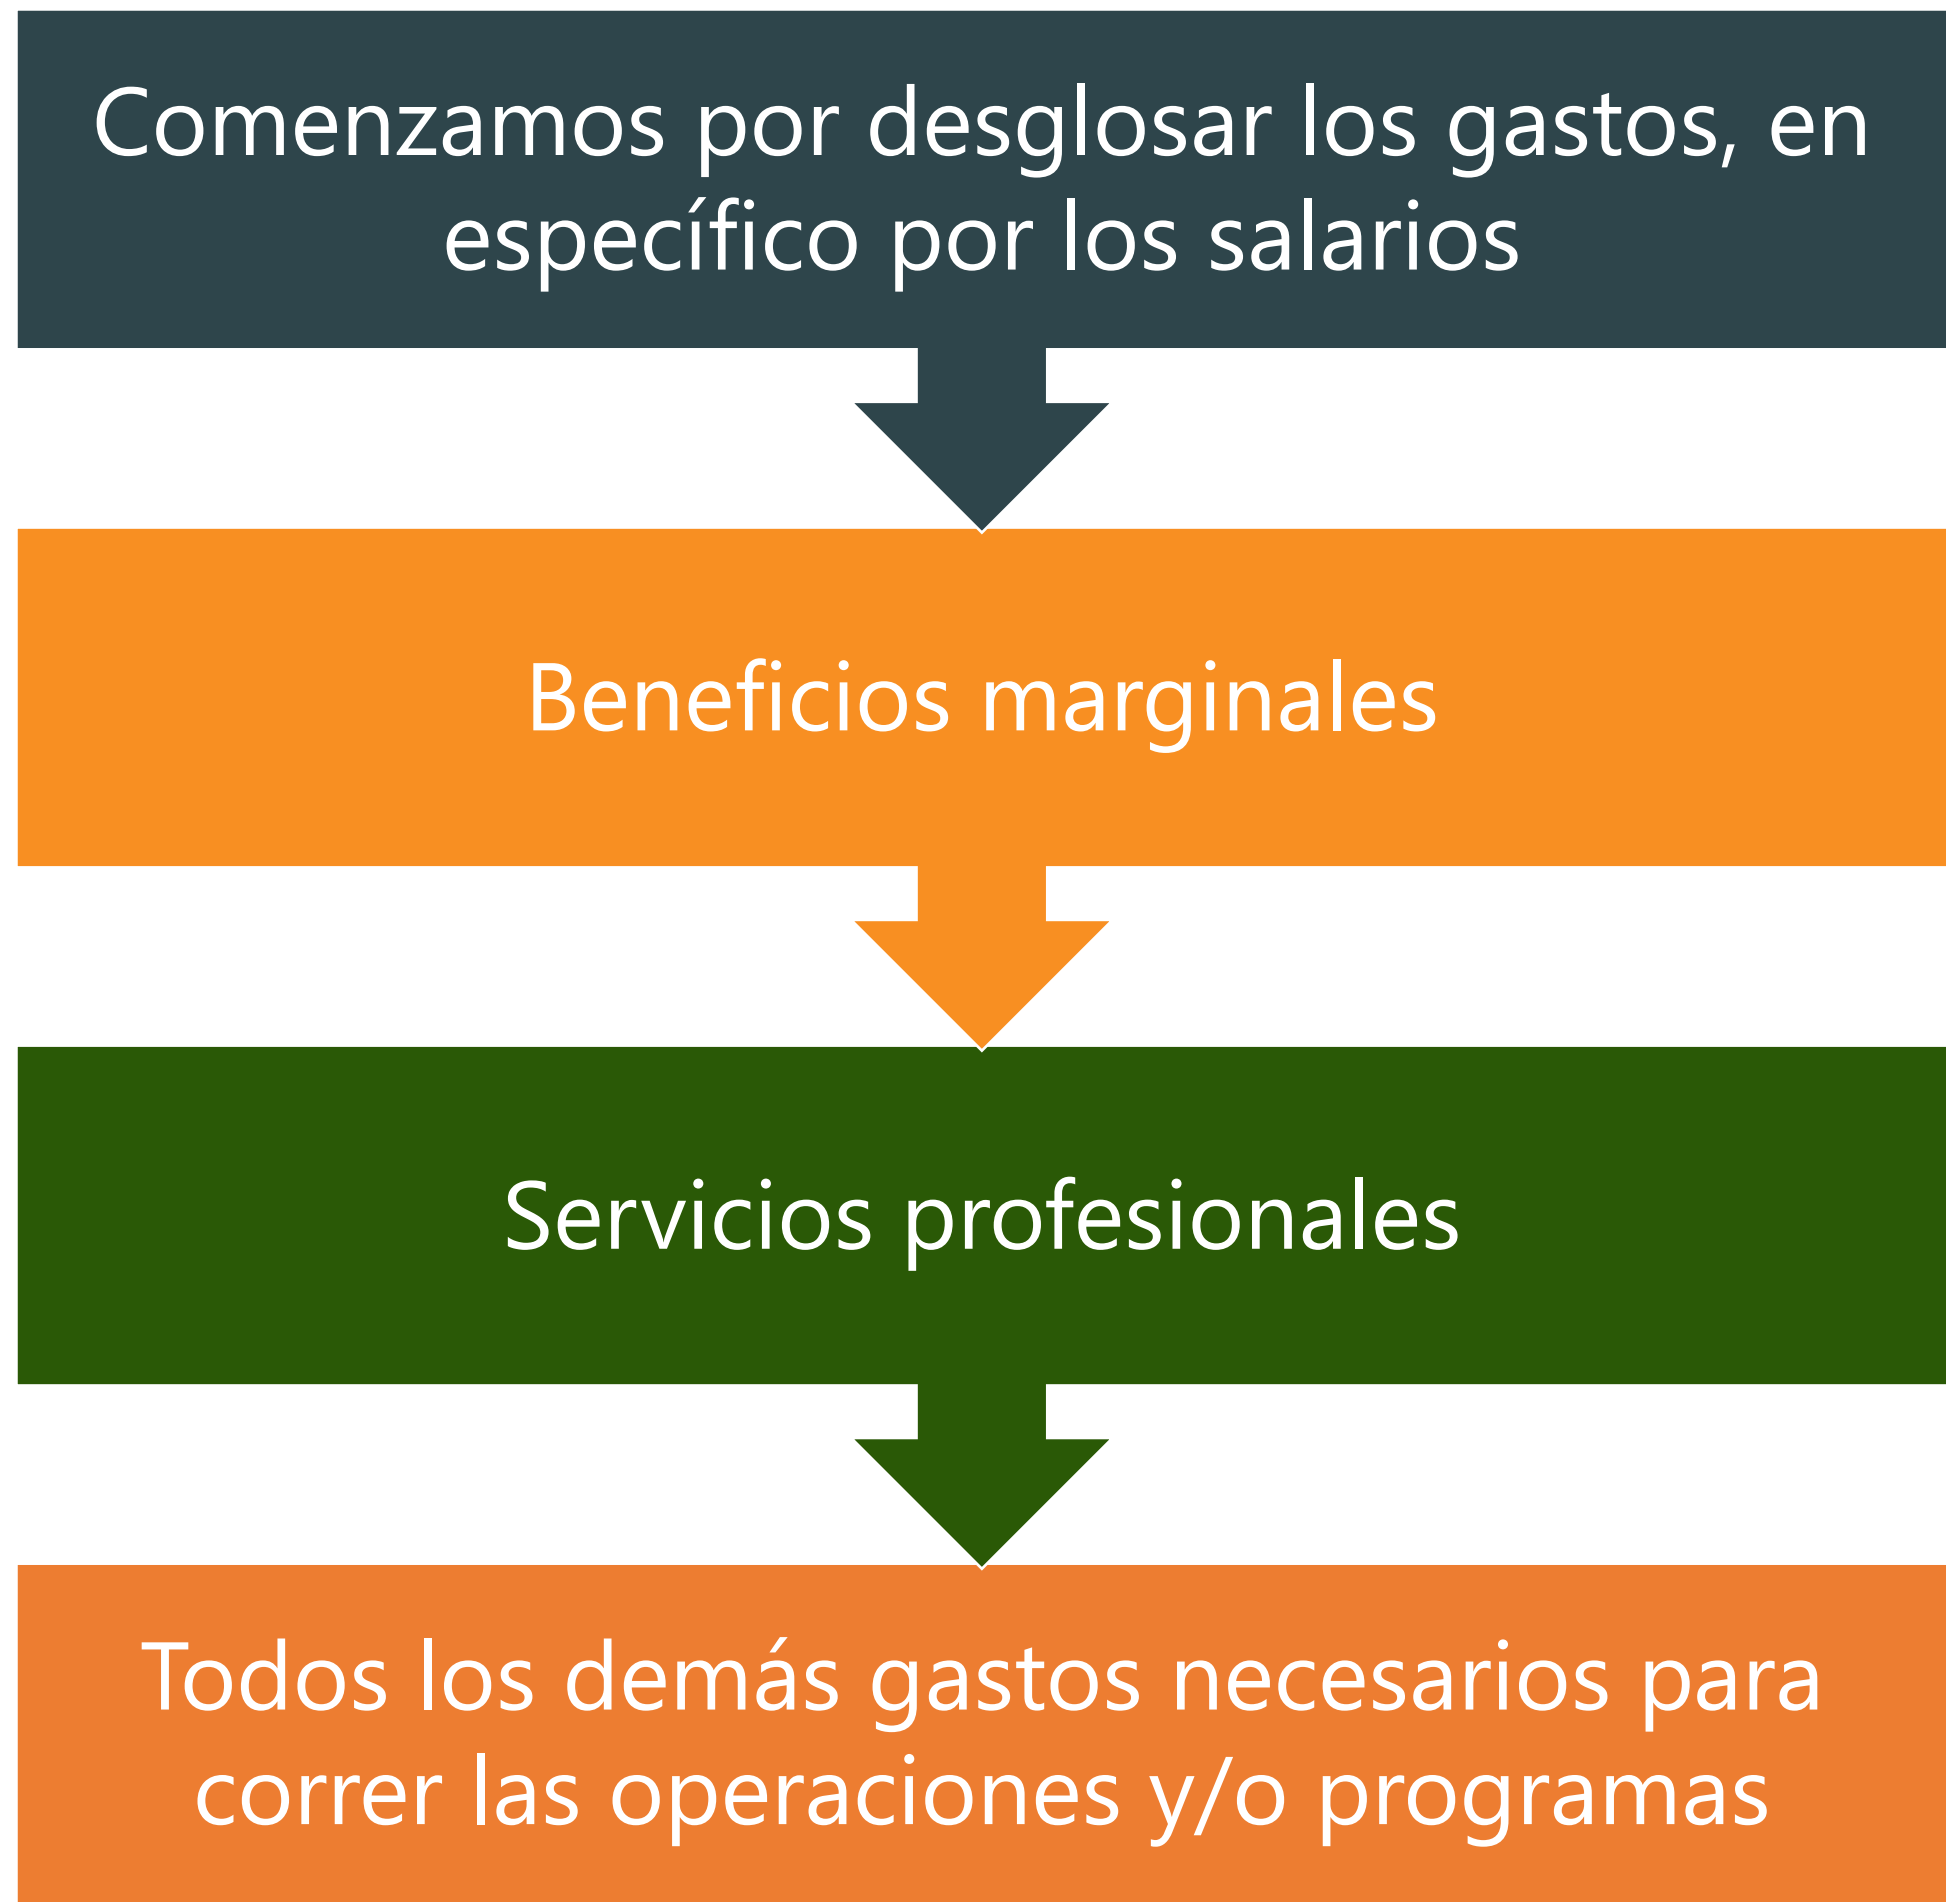 Comenzamos por desglosar los gastos, en
específico por los salarios
Beneficios marginales
Servicios profesionales
Todos los demás gastos necesarios para
correr las operaciones y/o programas